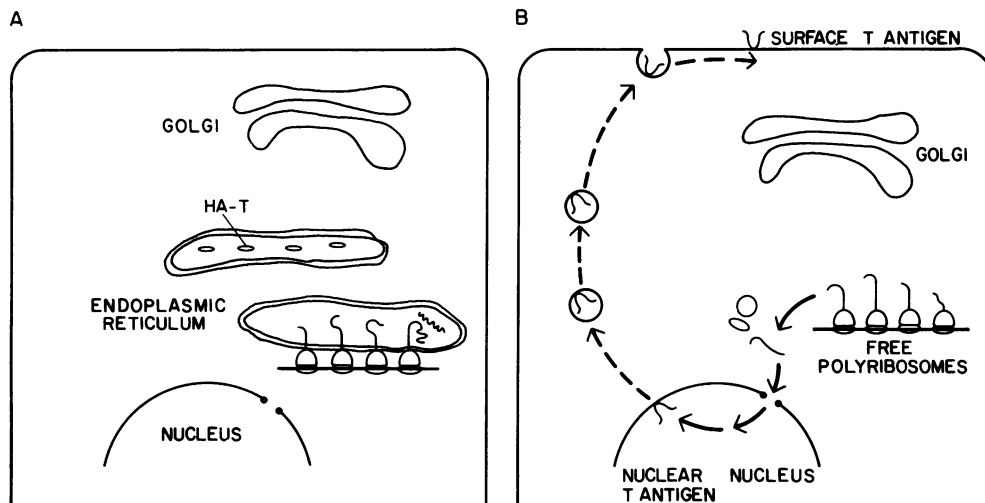 A
GOLGI
HA-T
ENDOPLASMIC
RETICULUM
NUCLEUS
B
SURFACE T ANTIGEN
GOLGI
FREE
POLYRIBOSOMES
NUCLEAR
T ANTIGEN
NUCLEUS